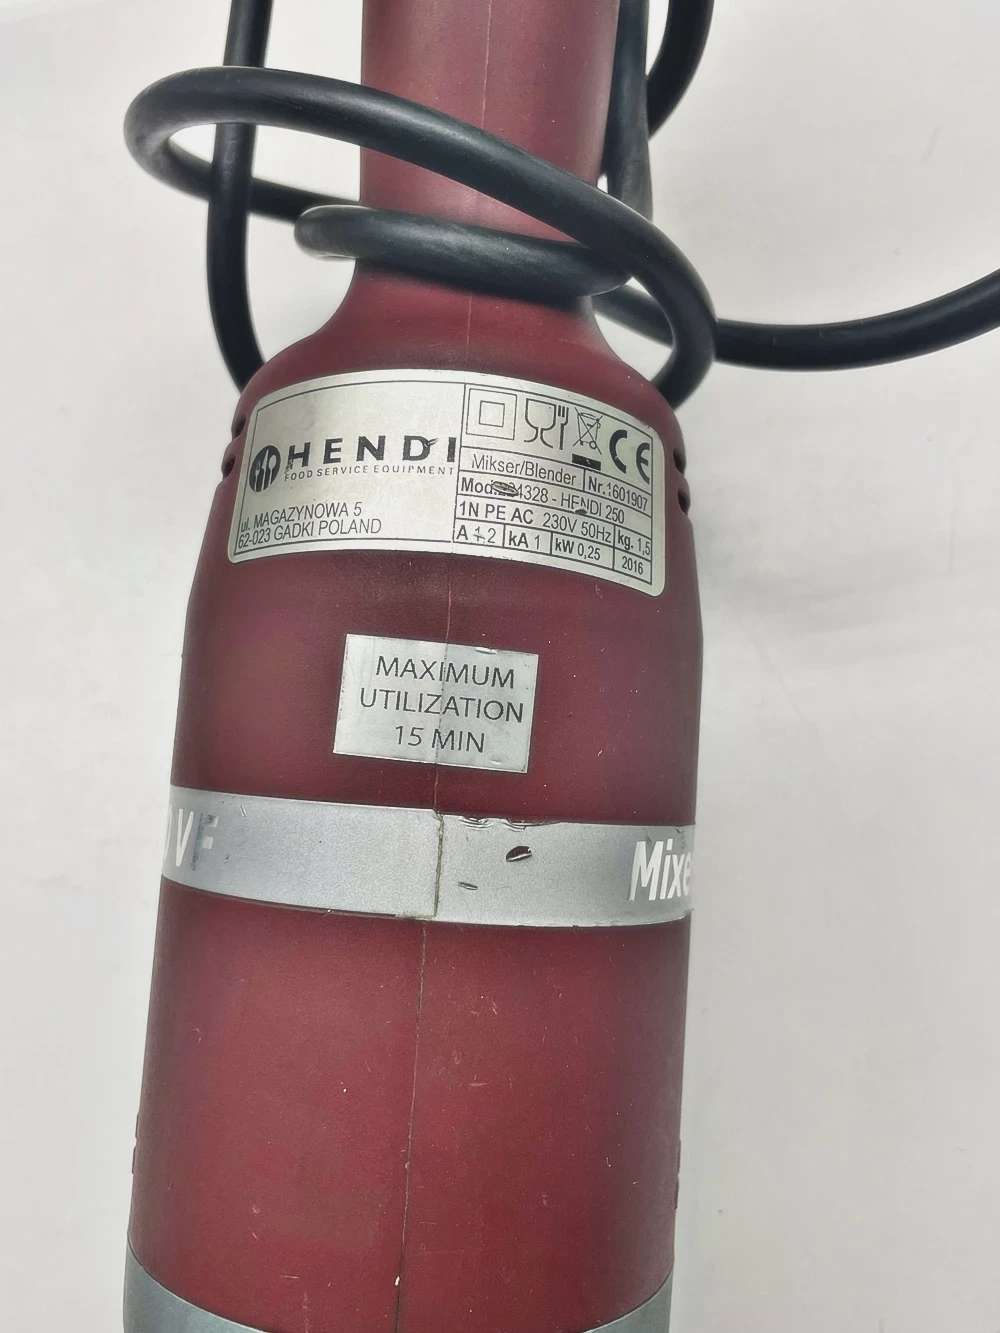 HENDI
FOOD SERVICE EQUIPMENT
ul. MAGAZYNOWA 5
62-023 GADKI POLAND
CE
Mikser/Blender Nr.1601907
Mod. 4328 - HENDI 250
1N PE AC 230V 50Hz kg. 1,5
A 1,2 kA 1 kW 0,25 2016
MAXIMUM
UTILIZATION
15 MIN
VF
Mixe